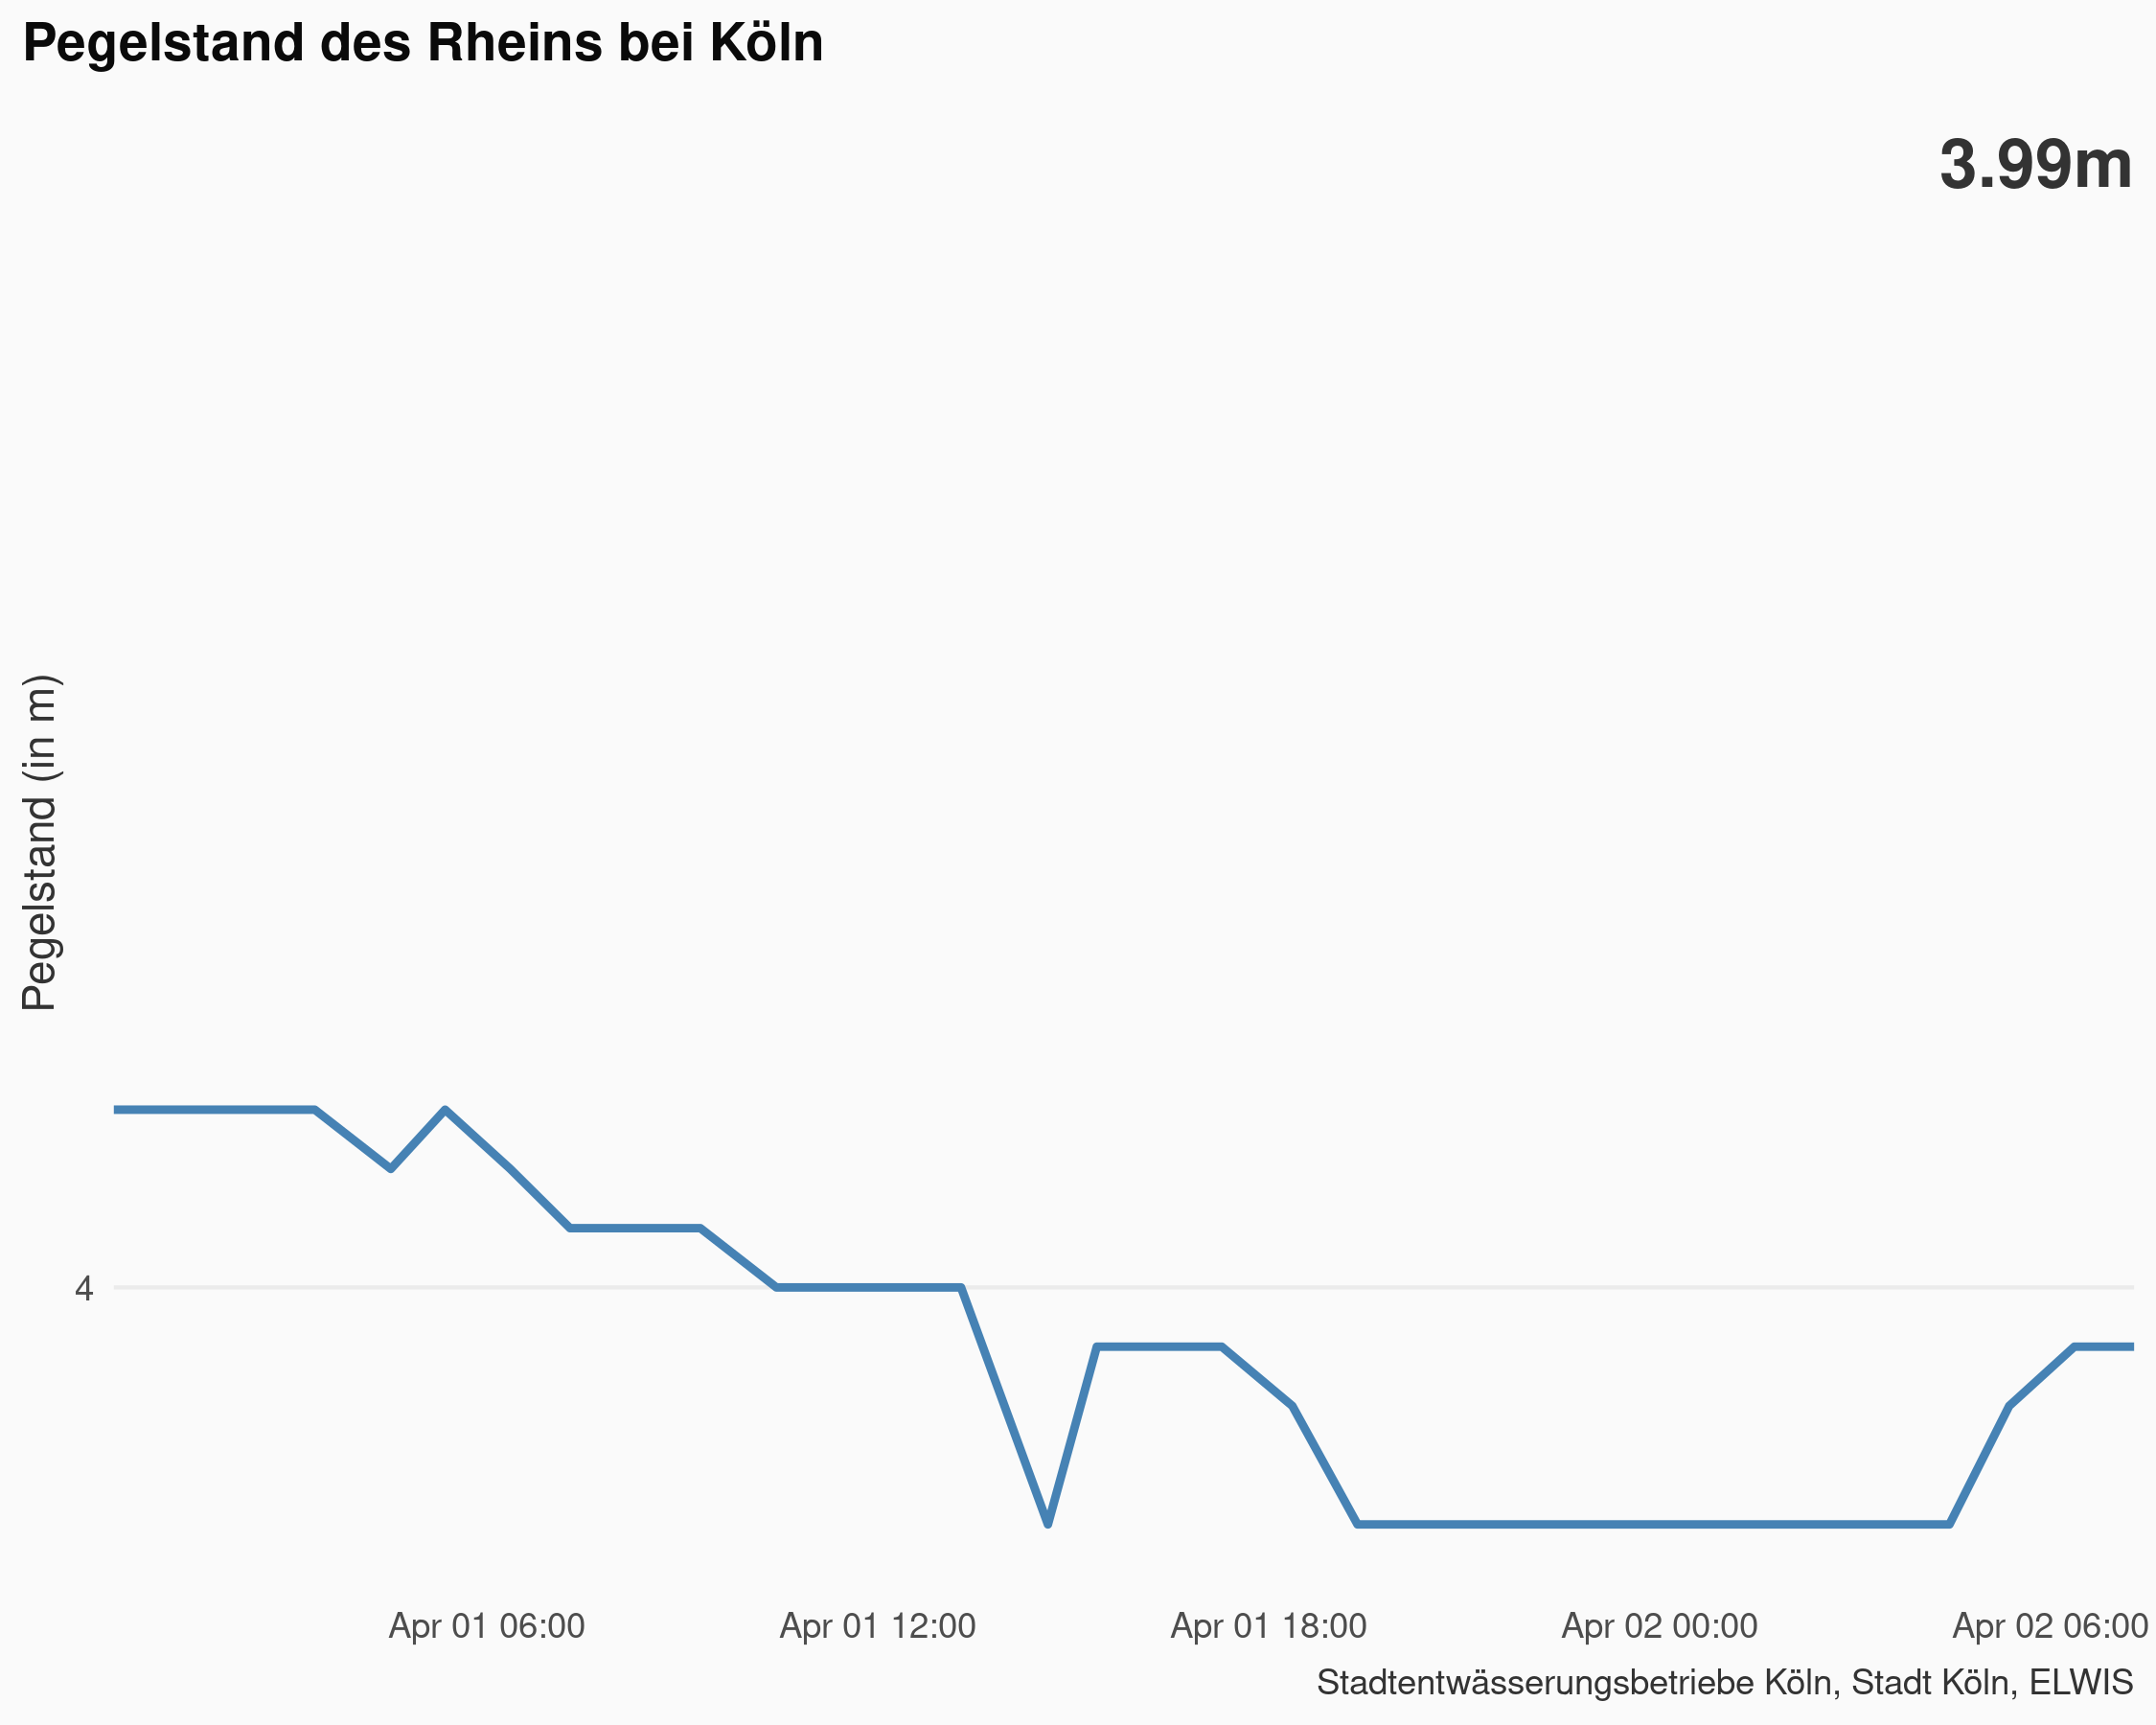 Pegelstand des Rheins bei Köln
3.99m
Pegelstand (in m)
4
Apr 01 06:00 Apr 01 12:00 Apr 01 18:00 Apr 02 00:00 Apr 02 06:00
Stadtentwässerungsbetriebe Köln, Stadt Köln, ELWIS